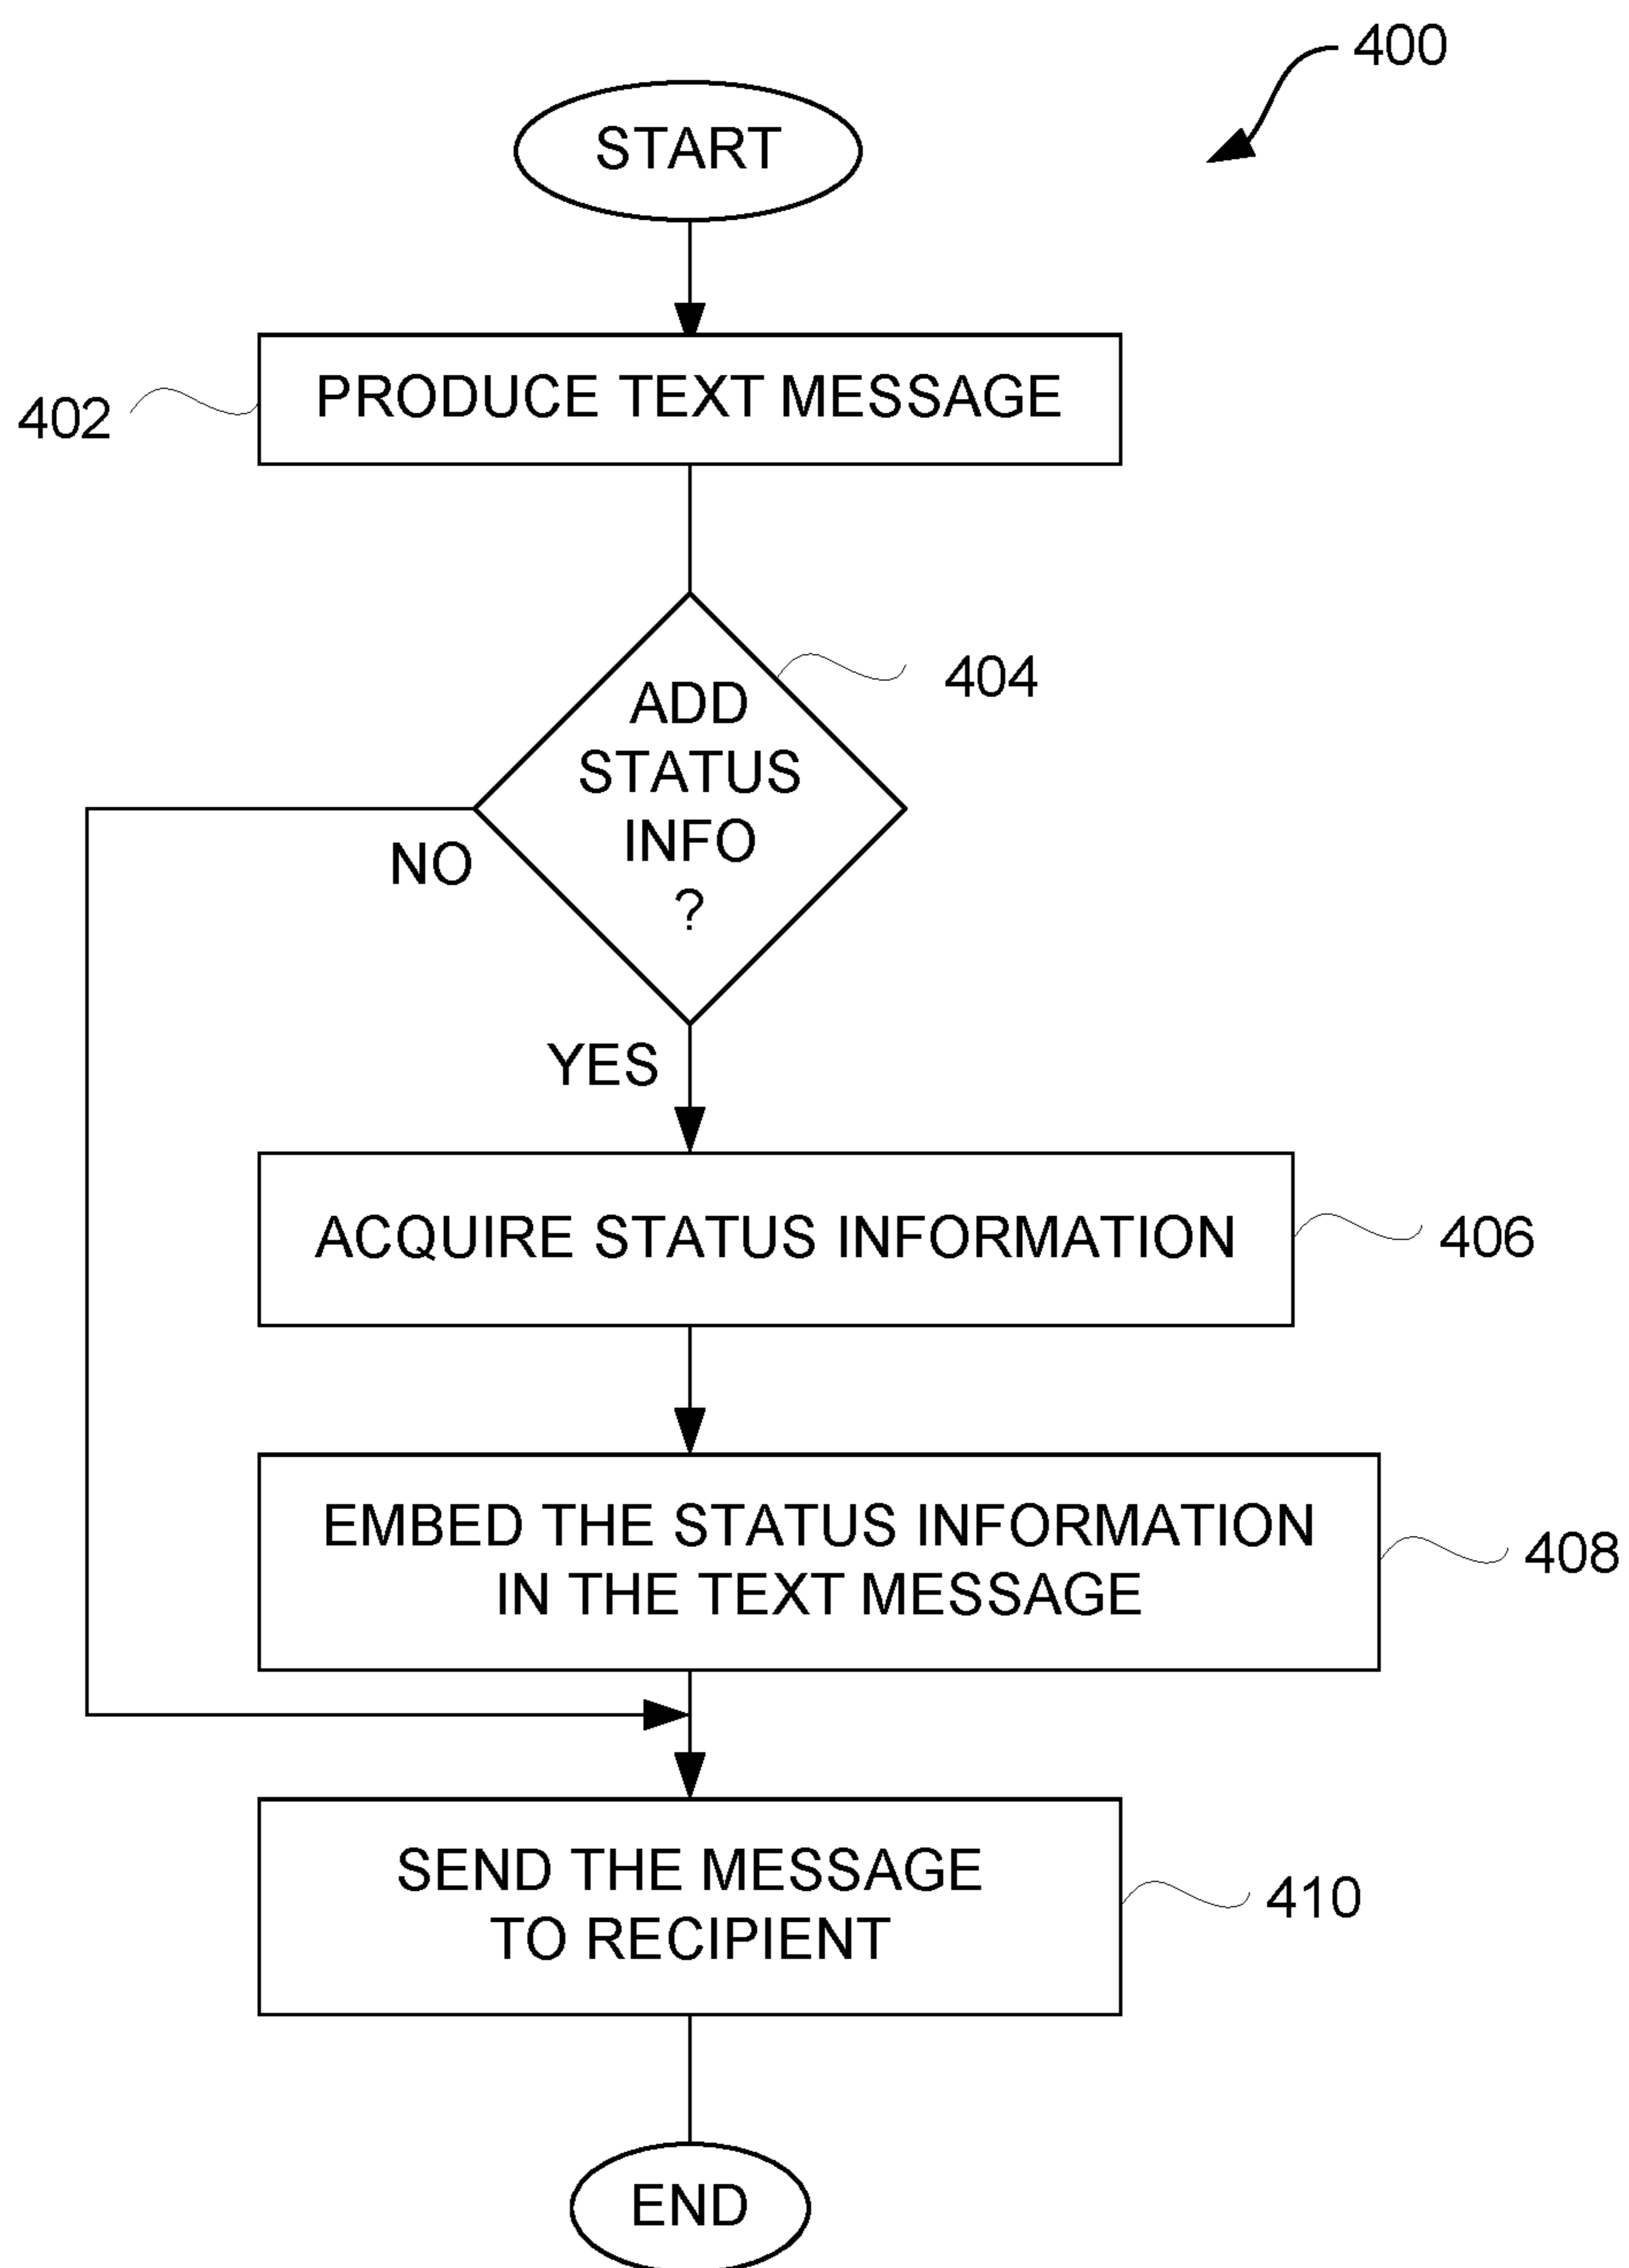 400
START
PRODUCE TEXT MESSAGE
402
404
ADD
STATUS
INFO
?
NO
YES
ACQUIRE STATUS INFORMATION
406
EMBED THE STATUS INFORMATION
IN THE TEXT MESSAGE
408
SEND THE MESSAGE
TO RECIPIENT
410
END